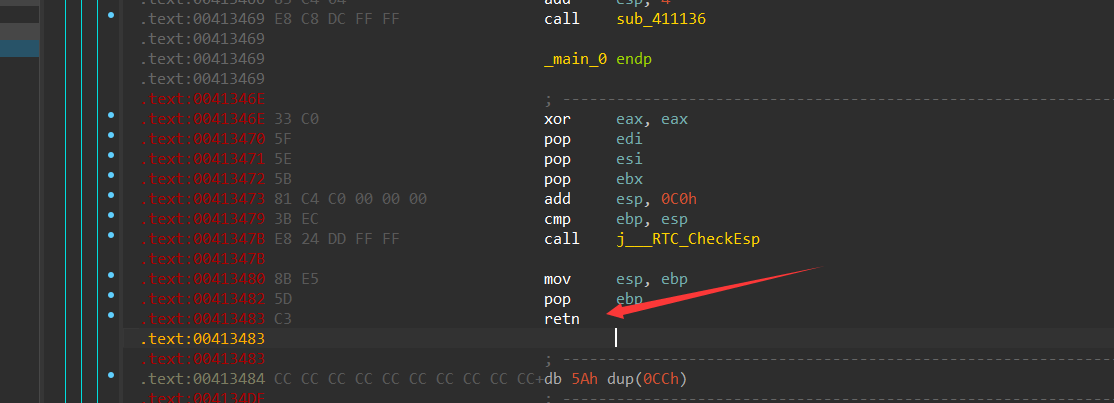 .text:00413466 83 C4 04 add esp, 4
.text:00413469 E8 C8 DC FF FF call sub_411136
.text:00413469
.text:00413469 _main_0 endp
.text:00413469
.text:0041346E ; ---------------------------------------------------------------
.text:0041346E 33 C0 xor eax, eax
.text:00413470 5F pop edi
.text:00413471 5E pop esi
.text:00413472 5B pop ebx
.text:00413473 81 C4 C0 00 00 00 add esp, 0C0h
.text:00413479 3B EC cmp ebp, esp
.text:0041347B E8 24 DD FF FF call j___RTC_CheckEsp
.text:0041347B
.text:00413480 8B E5 mov esp, ebp
.text:00413482 5D pop ebp
.text:00413483 C3 retn
.text:00413483
.text:00413483 ; ---------------------------------------------------------------
.text:00413484 CC CC CC CC CC CC CC CC CC CC+db 5Ah dup(0CCh)
.text:004134DE ; ---------------------------------------------------------------